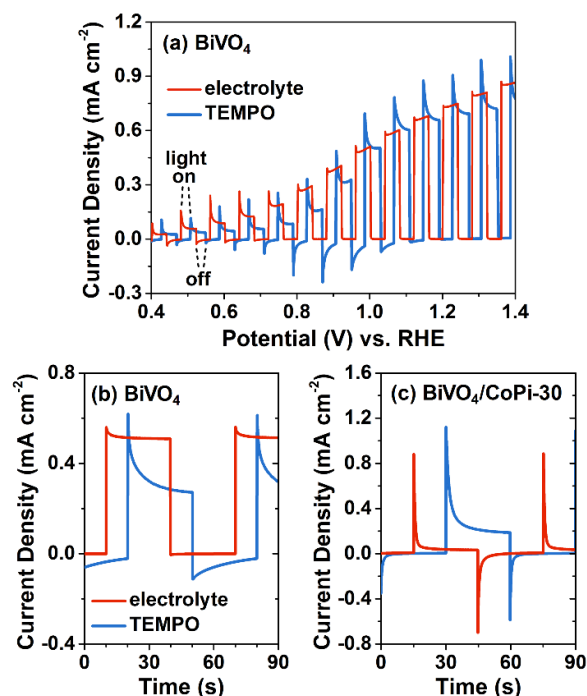 (a) BiVO₄
electrolyte
TEMPO
light
on
off
Current Density (mA cm⁻²)
1.2
0.9
0.6
0.3
0.0
-0.3
0.4 0.6 0.8 1.0 1.2 1.4
Potential (V) vs. RHE
(b) BiVO₄
electrolyte
TEMPO
Current Density (mA cm⁻²)
0.8
0.4
0.0
-0.4
0 30 60 90
Time (s)
(c) BiVO₄/CoPi-30
Current Density (mA cm⁻²)
1.6
1.2
0.8
0.4
0.0
-0.4
-0.8
0 30 60 90
Time (s)